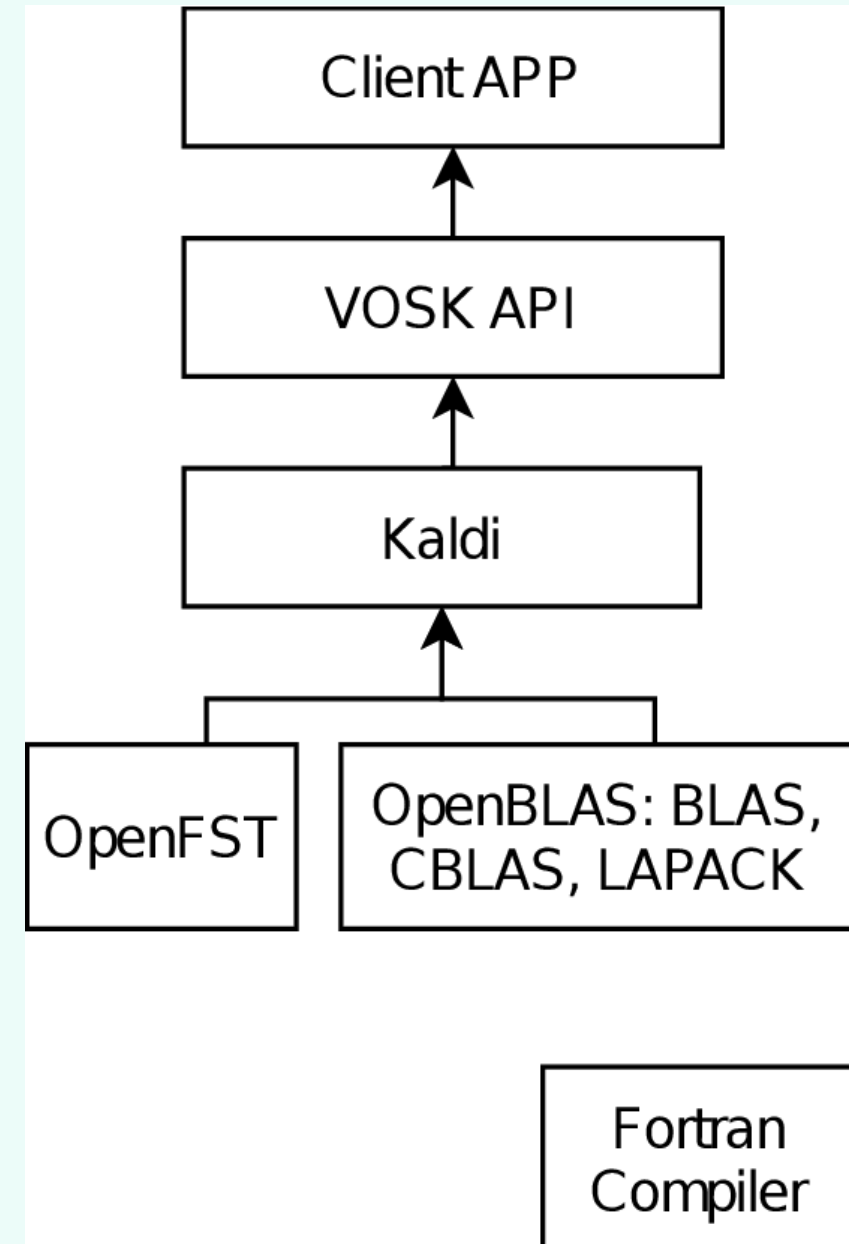 Client APP
VOSK API
Kaldi
OpenFST
OpenBLAS: BLAS,
CBLAS, LAPACK
Fortran
Compiler